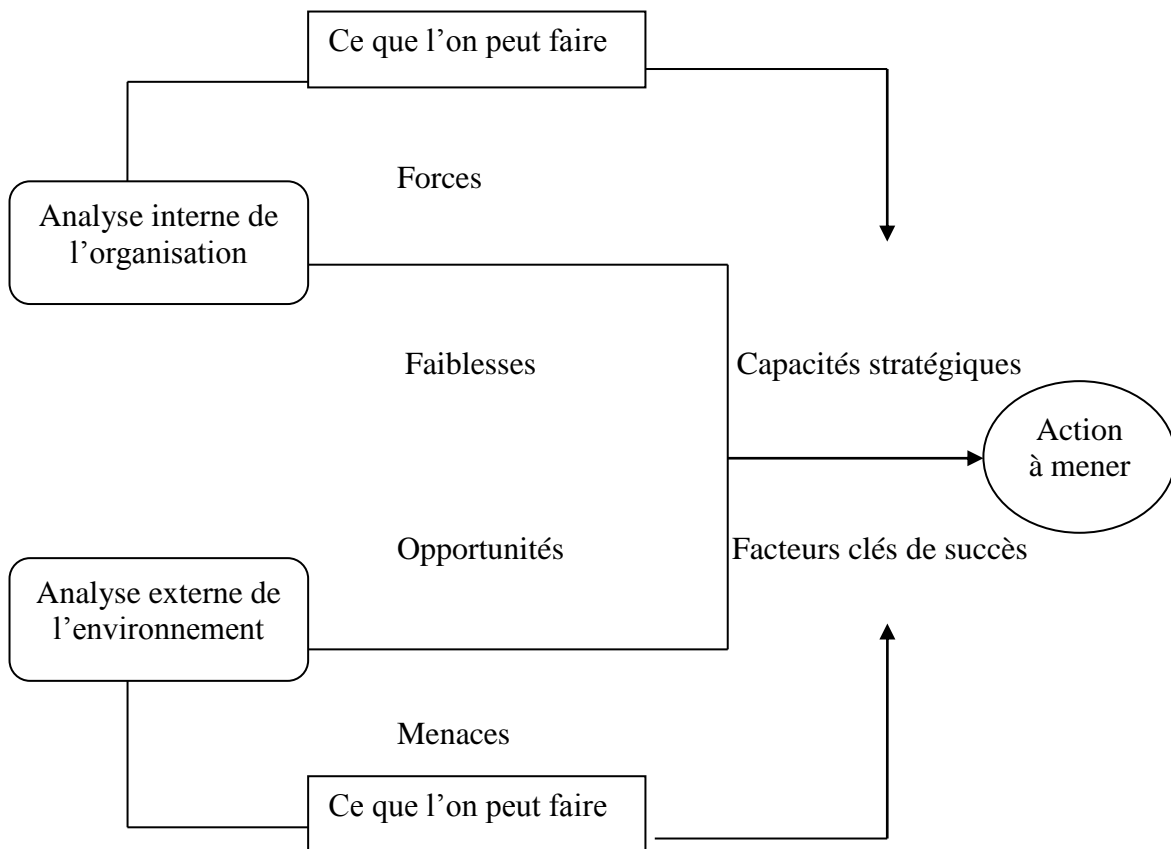 Ce que l’on peut faire
Forces
Analyse interne de
l’organisation
Faiblesses
Capacités stratégiques
Action
à mener
Opportunités
Facteurs clés de succès
Analyse externe de
l’environnement
Menaces
Ce que l’on peut faire